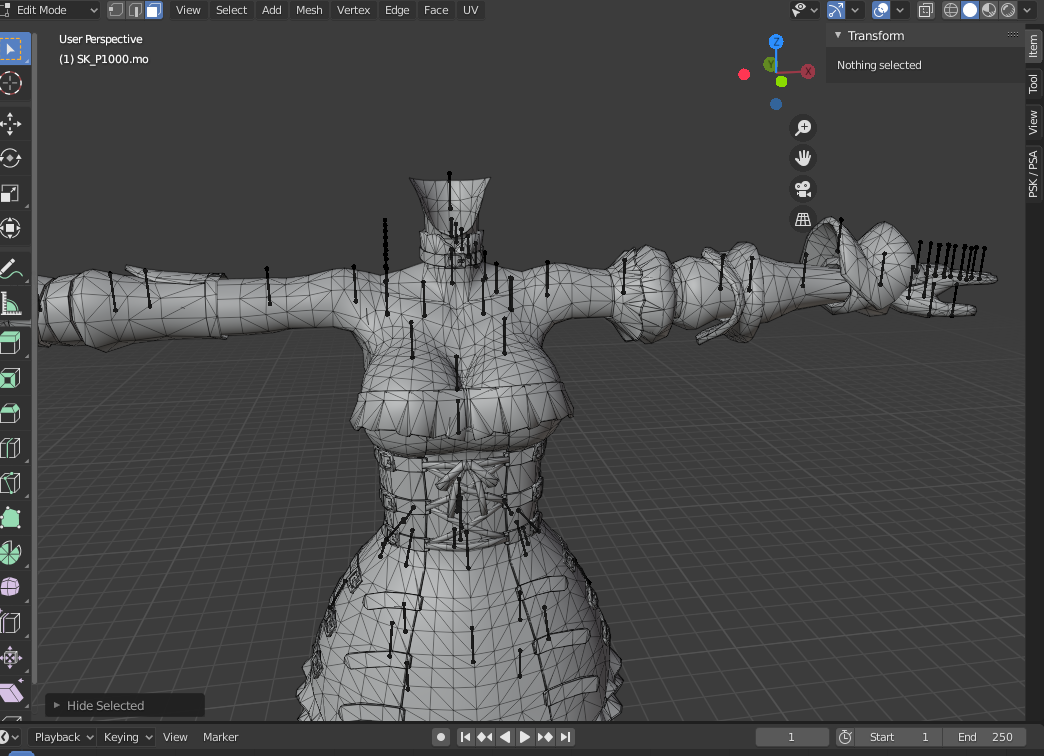 Edit Mode View Select Add Mesh Vertex Edge Face UV
User Perspective
(1) SK_P1000.mo
Z
Y
X
Transform
Nothing selected
Item
Tool
View
PSK / PSA
Hide Selected
Playback Keying View Marker 1 Start 1 End 250